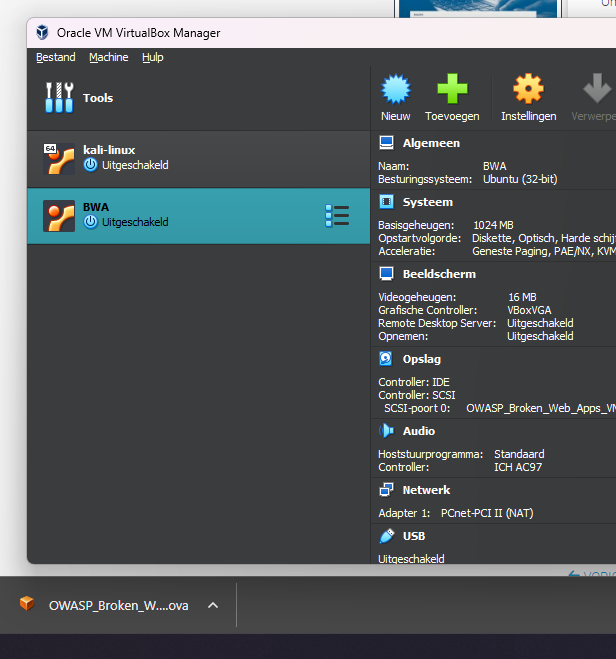 Oracle VM VirtualBox Manager
Bestand Machine Hulp
Tools
Nieuw Toevoegen Instellingen
64
kali-linux
Uitgeschakeld
BWA
Uitgeschakeld
Algemeen
Naam: BWA
Besturingssysteem: Ubuntu (32-bit)
Systeem
Basisgeheugen: 1024 MB
Opstartvolgorde: Diskette, Optisch, Harde
Acceleratie: Geneste Paging, PAE/NX, KVM
Beeldscherm
Videogeheugen: 16 MB
Grafische Controller: VBoxVGA
Remote Desktop Server: Uitgeschakeld
Opnemen: Uitgeschakeld
Opslag
Controller: IDE
Controller: SCSI
SCSI-poort 0: OWASP_Broken_Web_Apps_V
Audio
Hoststuurprogramma: Standaard
Controller: ICH AC97
Netwerk
Adapter 1: PCnet-PCI II (NAT)
USB
Uitgeschakeld
OWASP_Broken_W....ova